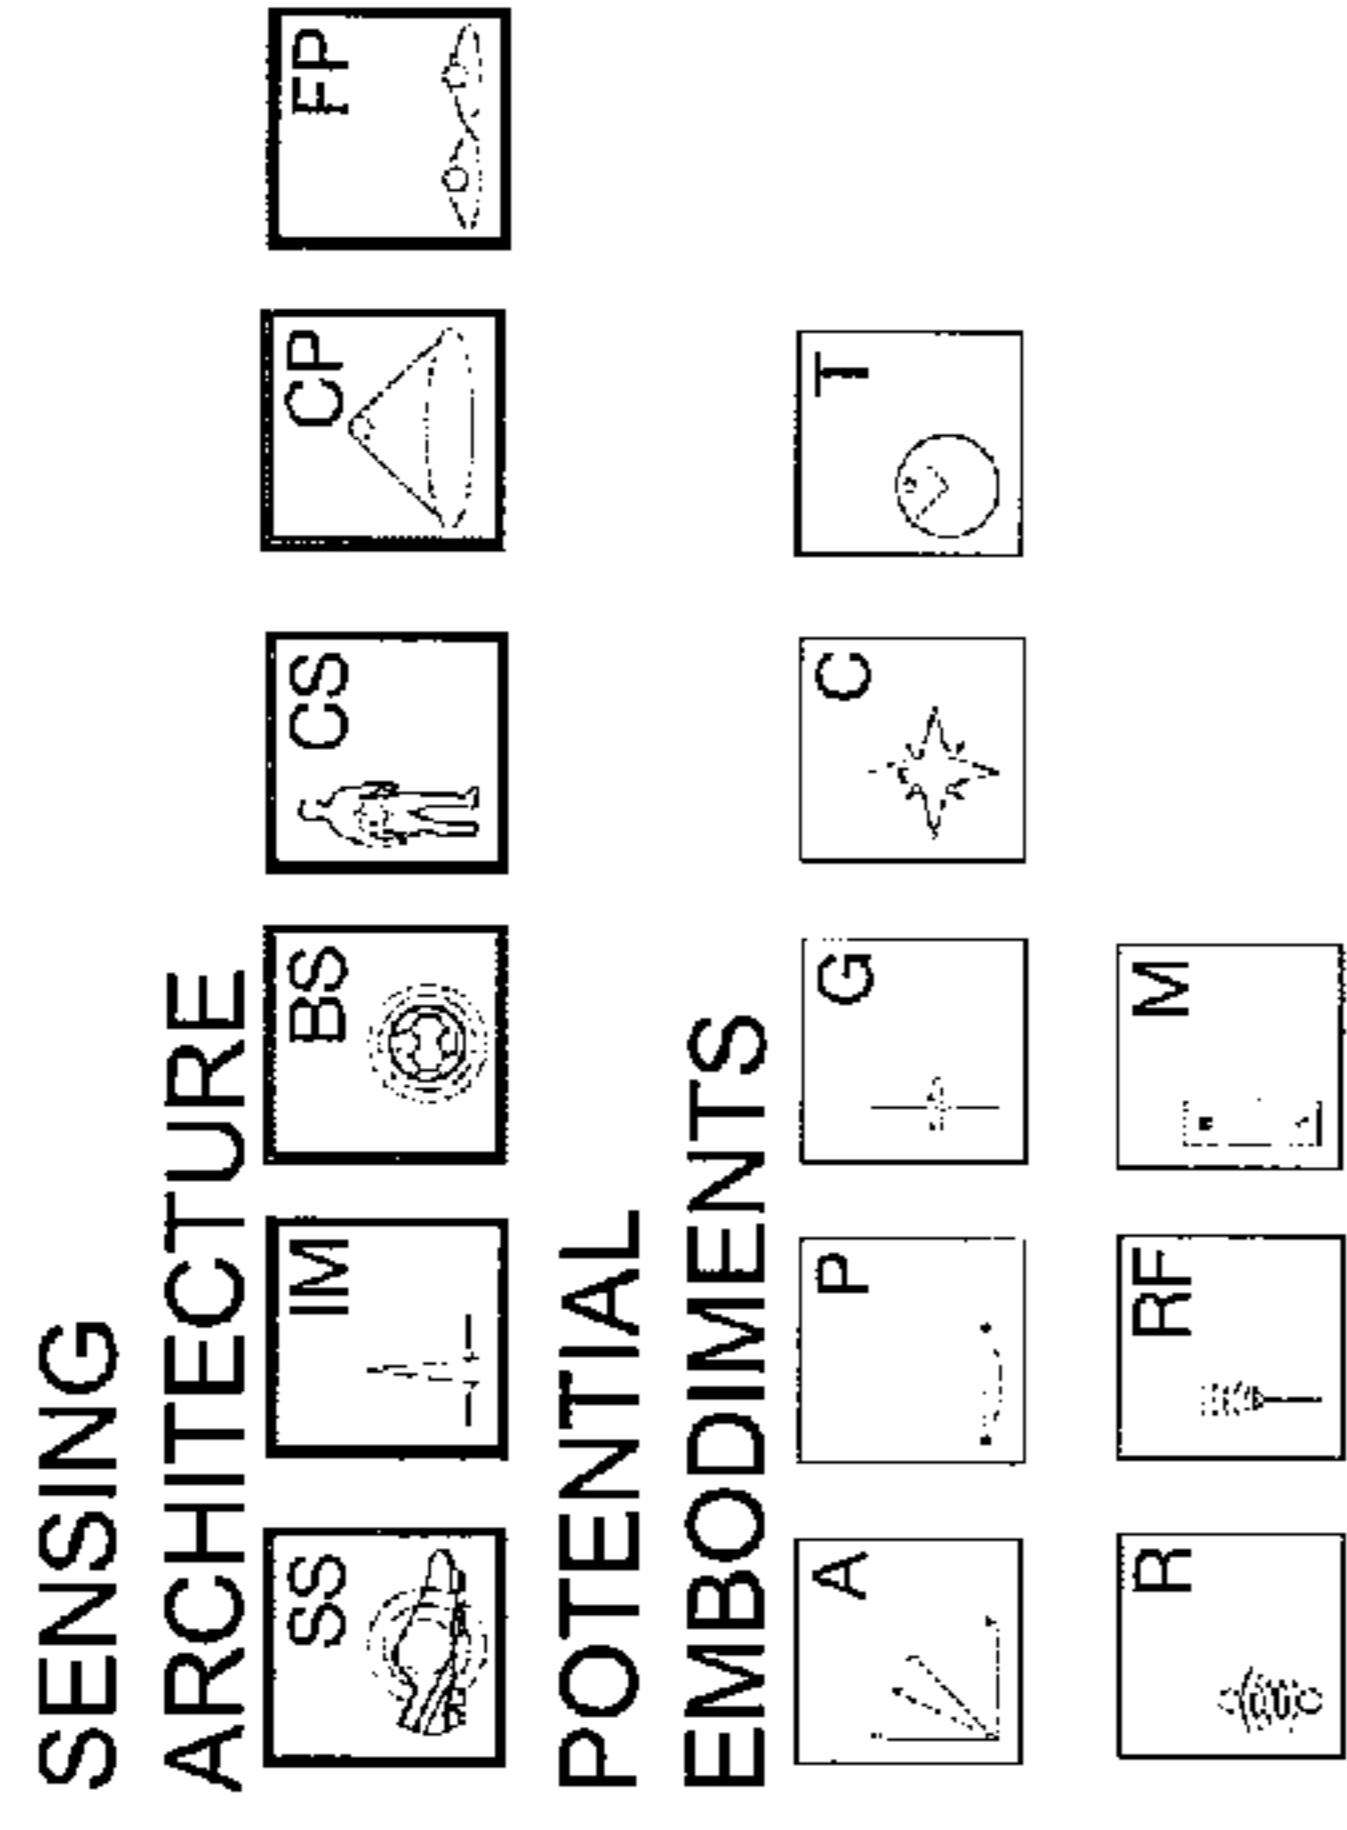 SENSING
ARCHITECTURE
SS IM BS CS CP FP
POTENTIAL
EMBODIMENTS
A P G C T
R RF M